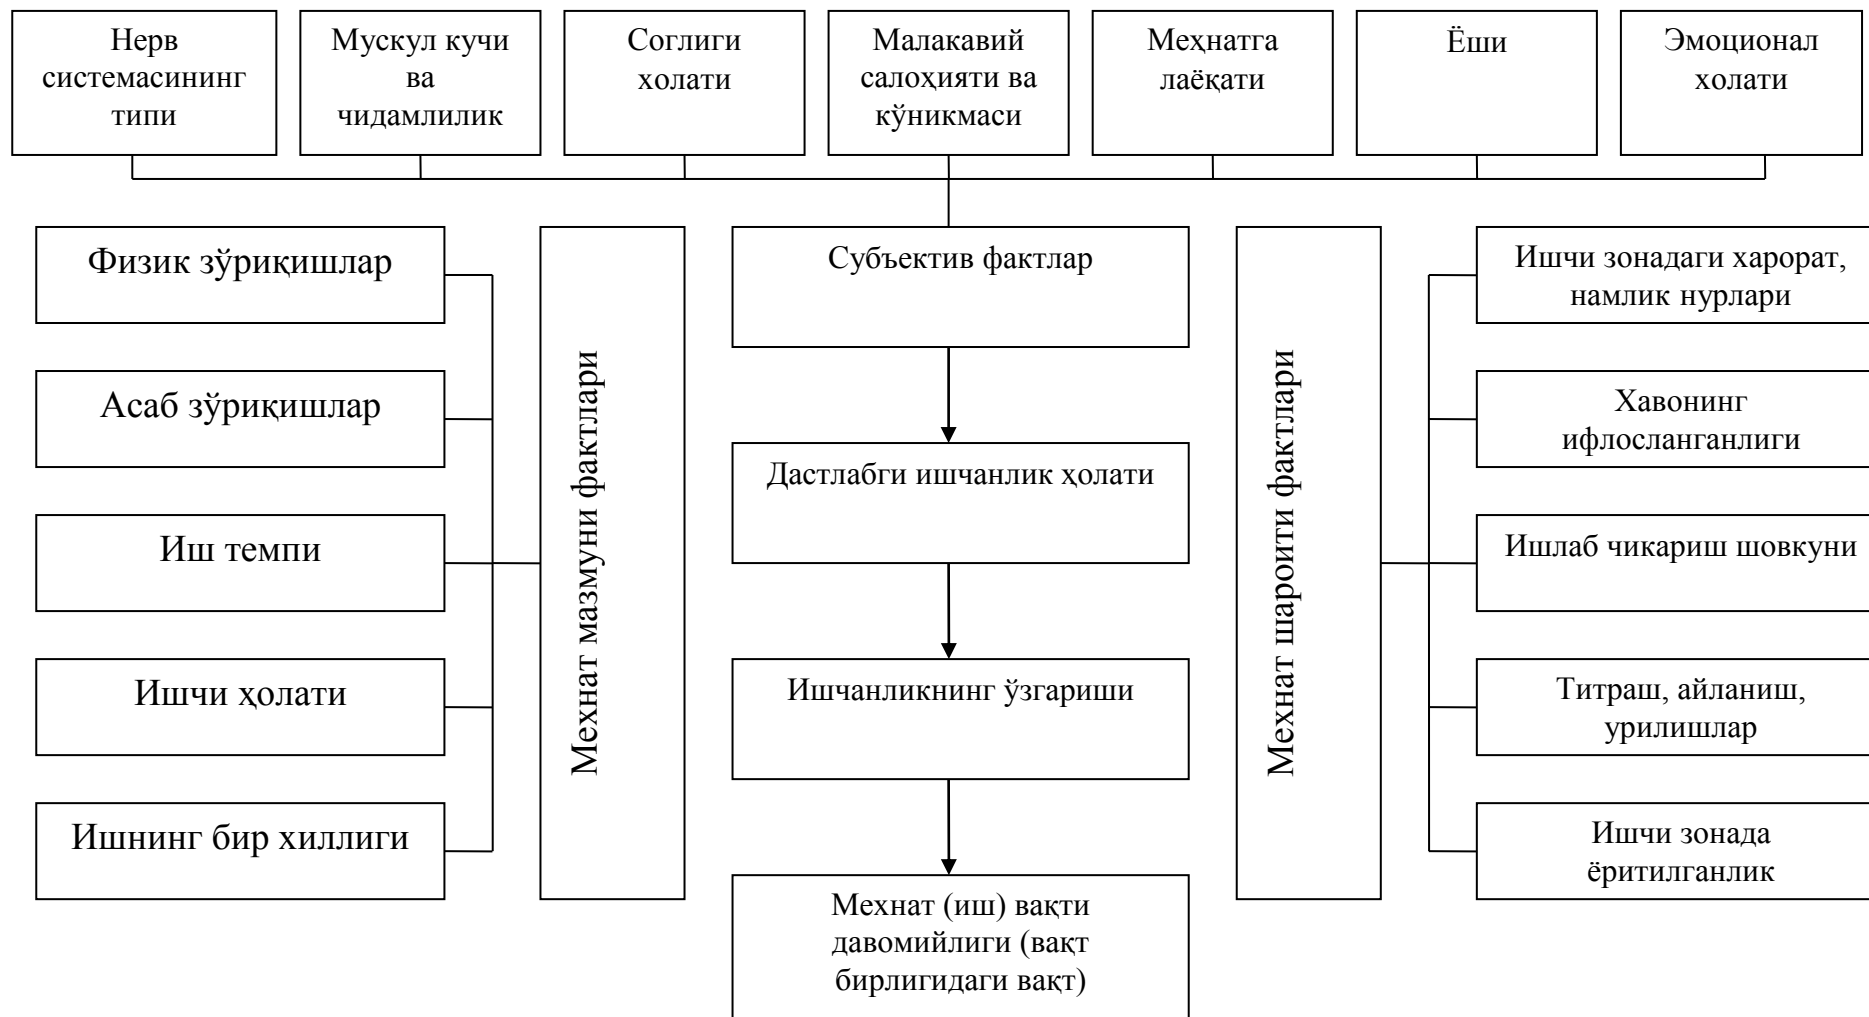 Нерв
системасининг
типи
Мускул кучи
ва
чидамлилик
Соглиги
холати
Малакавий
салоҳияти ва
кўникмаси
Меҳнатга
лаёқати
Ёши
Эмоционал
холати
Физик зўриқишлар
Асаб зўриқишлар
Иш темпи
Ишчи ҳолати
Ишнинг бир хиллиги
Мехнат мазмуни фактлари
Субъектив фактлар
Дастлабги ишчанлик ҳолати
Ишчанликнинг ўзгариши
Мехнат (иш) вақти
давомийлиги (вақт
бирлигидаги вақт)
Мехнат шароити фактлари
Ишчи зонадаги харорат,
намлик нурлари
Хавонинг
ифлосланганлиги
Ишлаб чикариш шовкуни
Титраш, айланиш,
урилишлар
Ишчи зонада
ёритилганлик